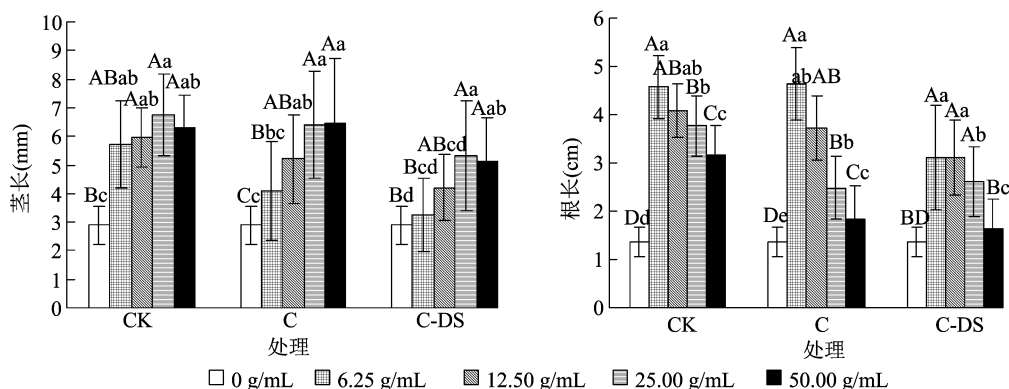 10
9
8
7
6
5
4
3
2
1
0
茎长(mm)
Bc
ABab
Aab
Aa
Aab
Cc
Bbc
ABab
Aa
Aa
Bd
Bcd
ABcd
Aa
Aab
CK
C
C-DS
处理
6
5
4
3
2
1
0
根长(cm)
Dd
Aa
ABab
Bb
Cc
De
Aa
abAB
Bb
Cc
BD
Aa
Aa
Ab
Bc
CK
C
C-DS
处理
0 g/mL 6.25 g/mL 12.50 g/mL 25.00 g/mL 50.00 g/mL